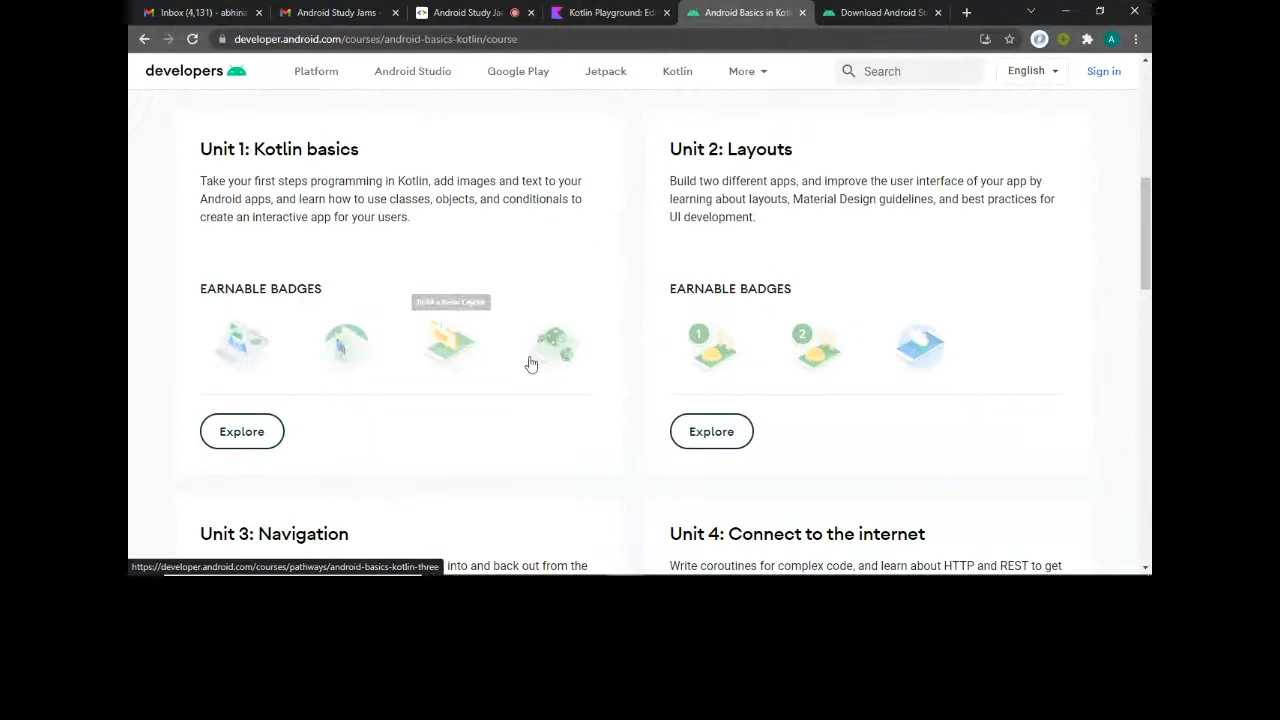 Inbox (4,131) - abhina
Android Study Jams -
Android Study Ja
Kotlin Playground: Ed
Android Basics in Kotl
Download Android St
developer.android.com/courses/android-basics-kotlin/course
A
developers
Platform
Android Studio
Google Play
Jetpack
Kotlin
More
Search
English
Sign in
Unit 1: Kotlin basics
Take your first steps programming in Kotlin, add images and text to your
Android apps, and learn how to use classes, objects, and conditionals to
create an interactive app for your users.
EARNABLE BADGES
Build a Basic Layout
Explore
Unit 2: Layouts
Build two different apps, and improve the user interface of your app by
learning about layouts, Material Design guidelines, and best practices for
UI development.
EARNABLE BADGES
1
2
Explore
Unit 3: Navigation
into and back out from the
Unit 4: Connect to the internet
Write coroutines for complex code, and learn about HTTP and REST to get
https://developer.android.com/courses/pathways/android-basics-kotlin-three